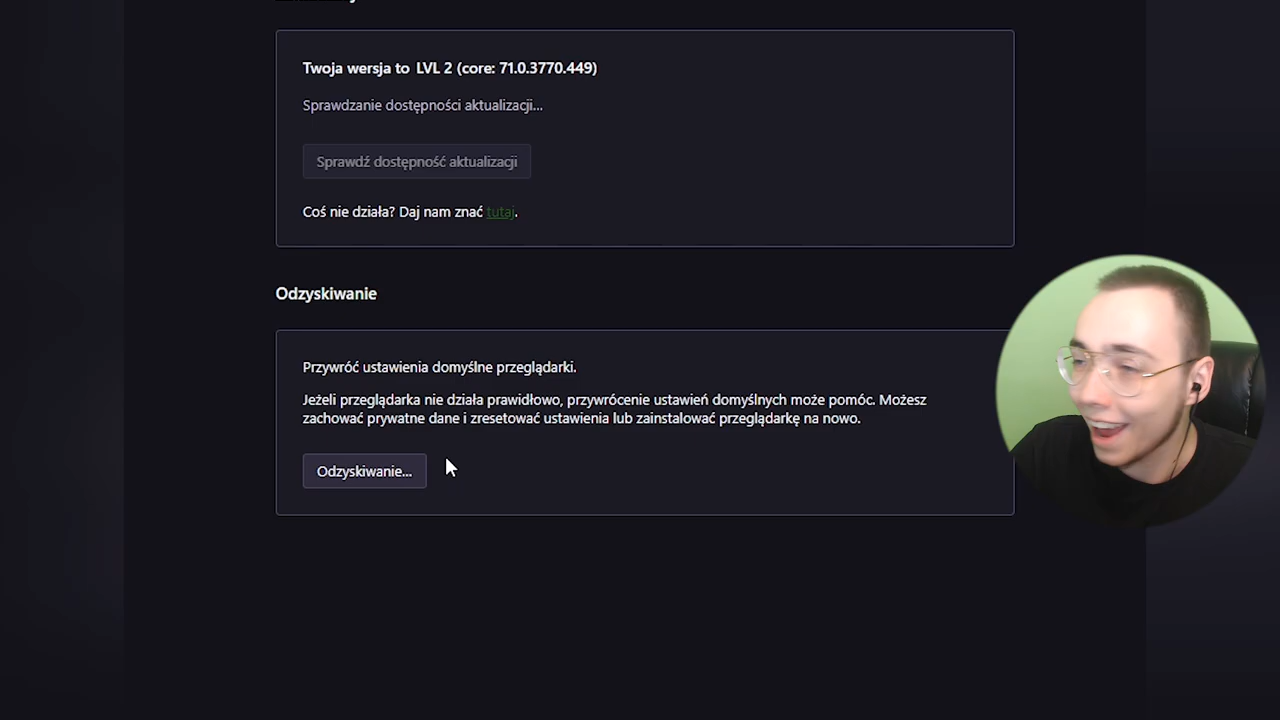 Twoja wersja to LVL 2 (core: 71.0.3770.449)
Sprawdzanie dostępności aktualizacji...
Sprawdź dostępność aktualizacji
Coś nie działa? Daj nam znać tutaj.
Odzyskiwanie
Przywróć ustawienia domyślne przeglądarki.
Jeżeli przeglądarka nie działa prawidłowo, przywrócenie ustawień domyślnych może pomóc. Możesz
zachować prywatne dane i zresetować ustawienia lub zainstalować przeglądarkę na nowo.
Odzyskiwanie...